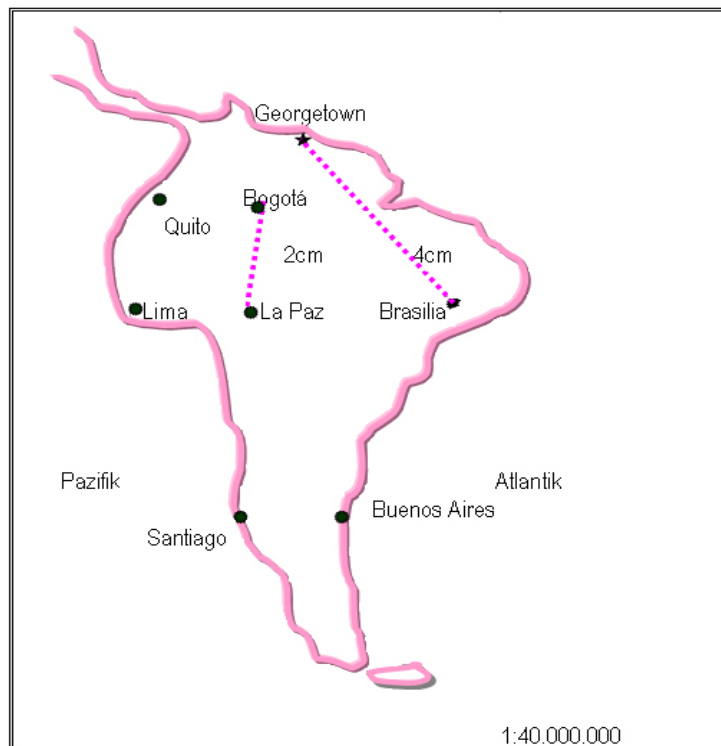 Georgetown
Bogotá
Quito
2cm
4cm
Lima
La Paz
Brasilia
Pazifik
Atlantik
Buenos Aires
Santiago
1:40.000.000